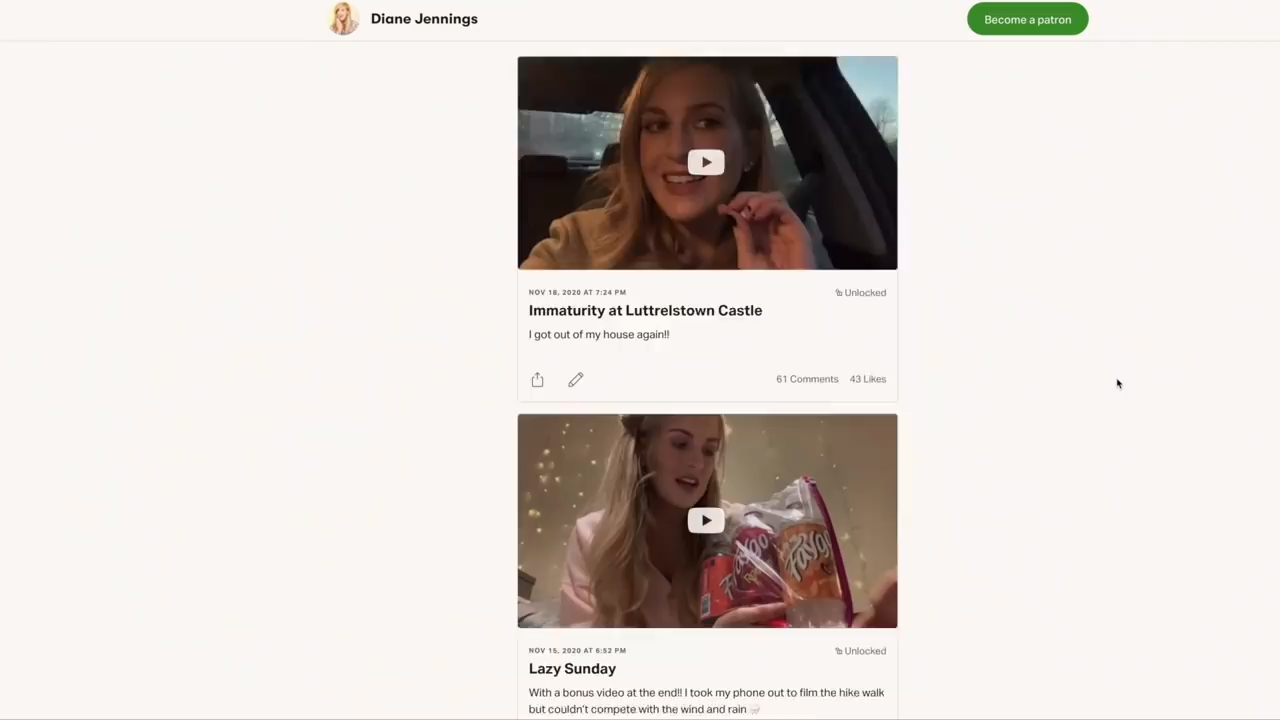 Diane Jennings
Become a patron
NOV 18, 2020 AT 7:24 PM
Unlocked
Immaturity at Luttrelstown Castle
I got out of my house again!!
61 Comments 43 Likes
Faygo
Faygo
NOV 15, 2020 AT 6:52 PM
Unlocked
Lazy Sunday
With a bonus video at the end!! I took my phone out to film the hike walk
but couldn't compete with the wind and rain